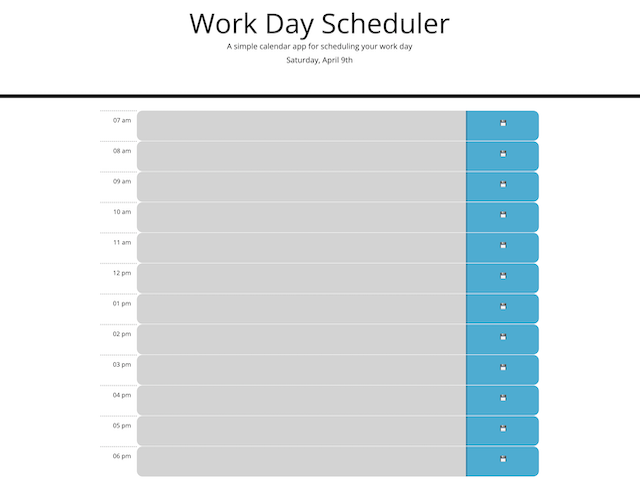 Work Day Scheduler
A simple calendar app for scheduling your work day
Saturday, April 9th
07 am
08 am
09 am
10 am
11 am
12 pm
01 pm
02 pm
03 pm
04 pm
05 pm
06 pm